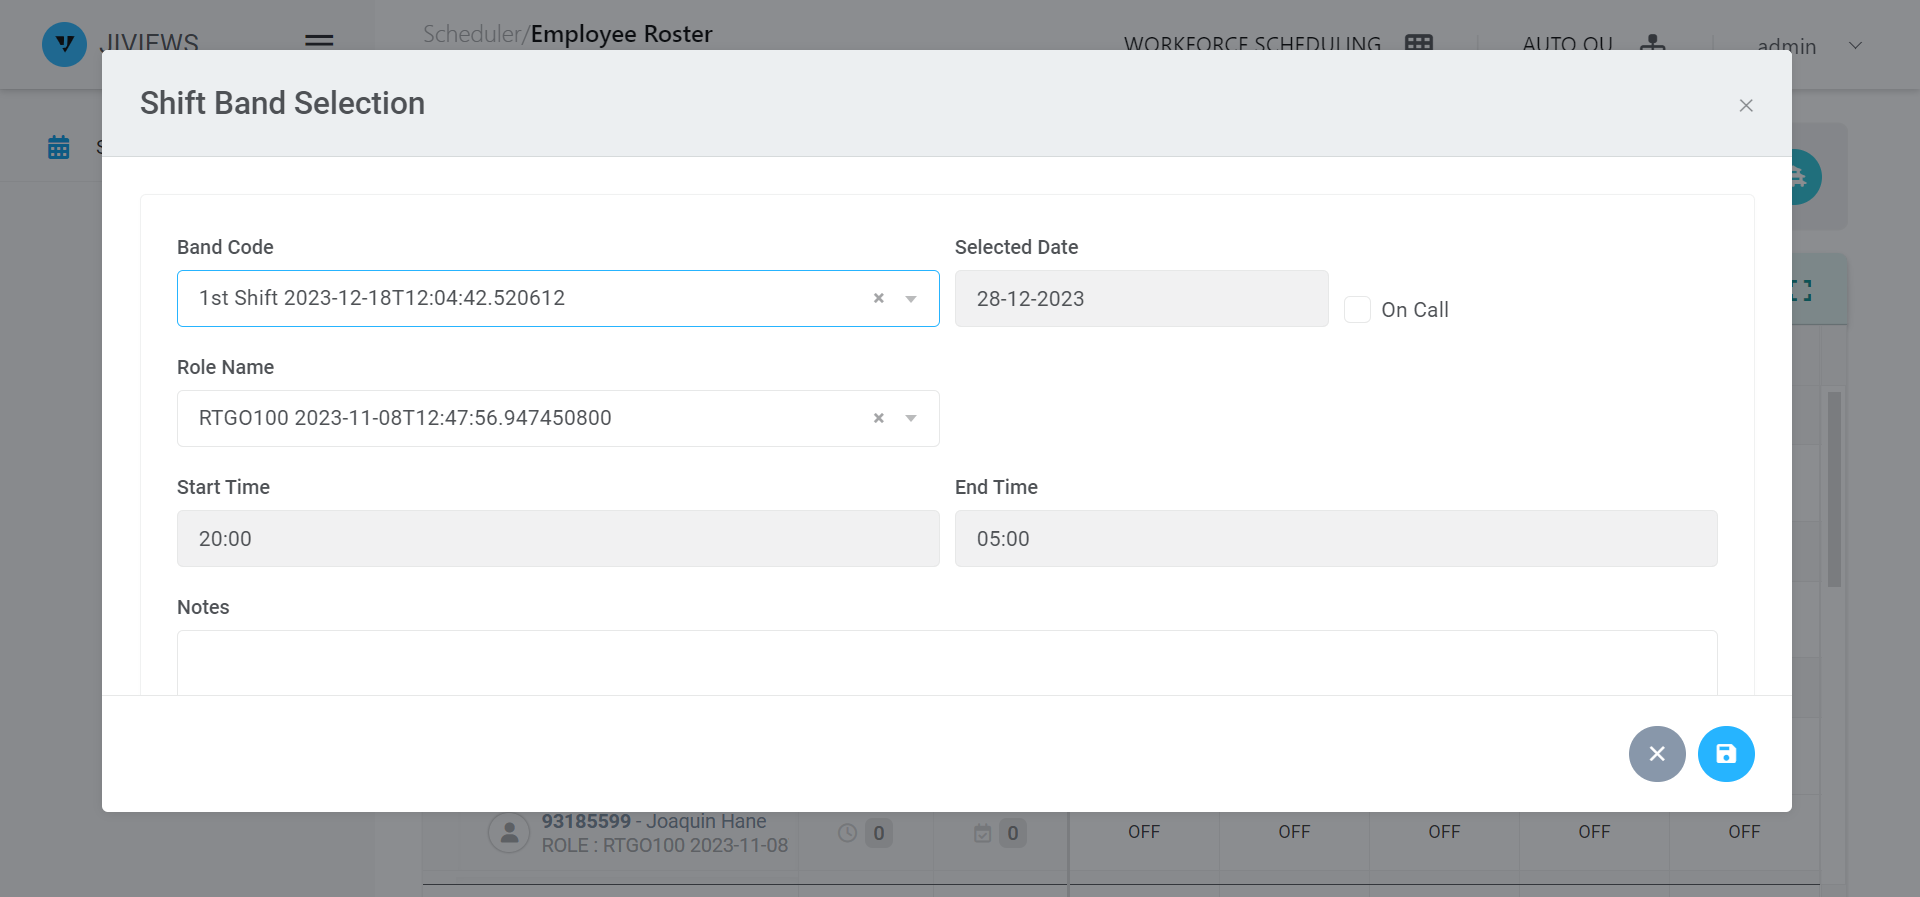 JIVIEWS
Scheduler/Employee Roster
WORKFORCE SCHEDULING
AUTO OU
admin
Shift Band Selection
Band Code
Selected Date
1st Shift 2023-12-18T12:04:42.520612
28-12-2023
On Call
Role Name
RTGO100 2023-11-08T12:47:56.947450800
Start Time
End Time
20:00
05:00
Notes
93185599 - Joaquin Hane
ROLE : RTGO100 2023-11-08
0
0
OFF
OFF
OFF
OFF
OFF